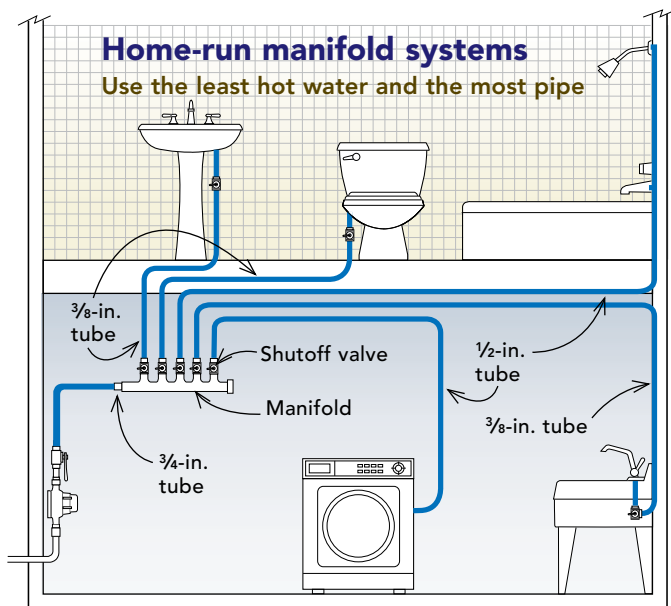 Home-run manifold systems
Use the least hot water and the most pipe
⅜-in.
tube
Shutoff valve
Manifold
¾-in.
tube
½-in.
tube
⅜-in. tube